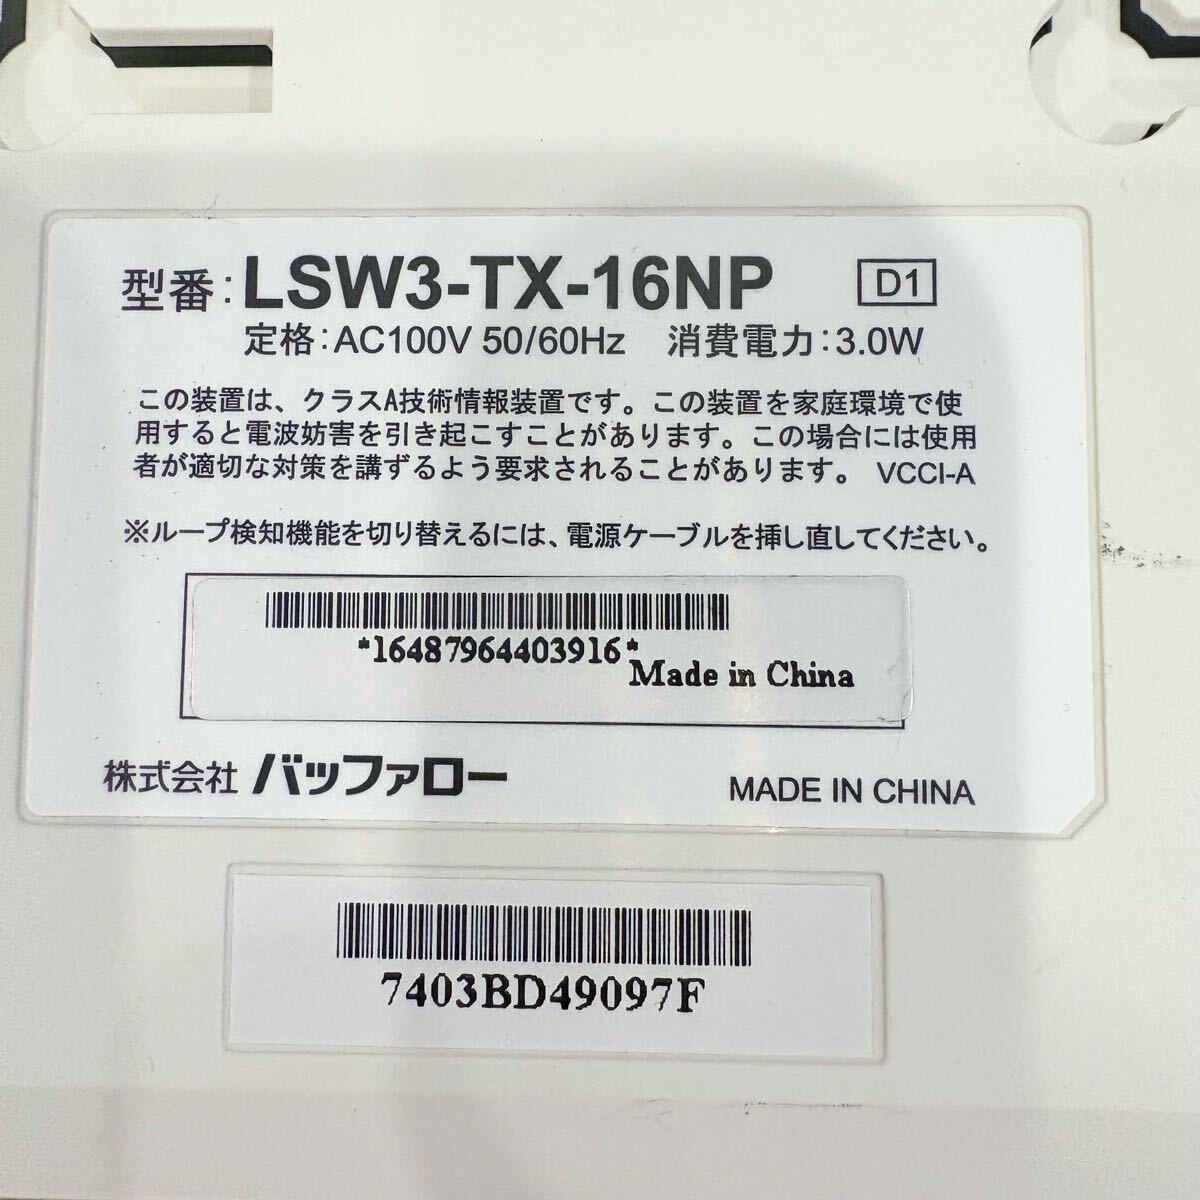 型番:LSW3-TX-16NP D1
定格:AC100V 50/60Hz 消費電力:3.0W
この装置は、クラスA技術情報装置です。この装置を家庭環境で使
用すると電波妨害を引き起こすことがあります。この場合には使用
者が適切な対策を講ずるよう要求されることがあります。 VCCI-A
※ループ検知機能を切り替えるには、電源ケーブルを挿し直してください。
*16487964403916*
Made in China
株式会社 バッファロー MADE IN CHINA
7403BD49097F